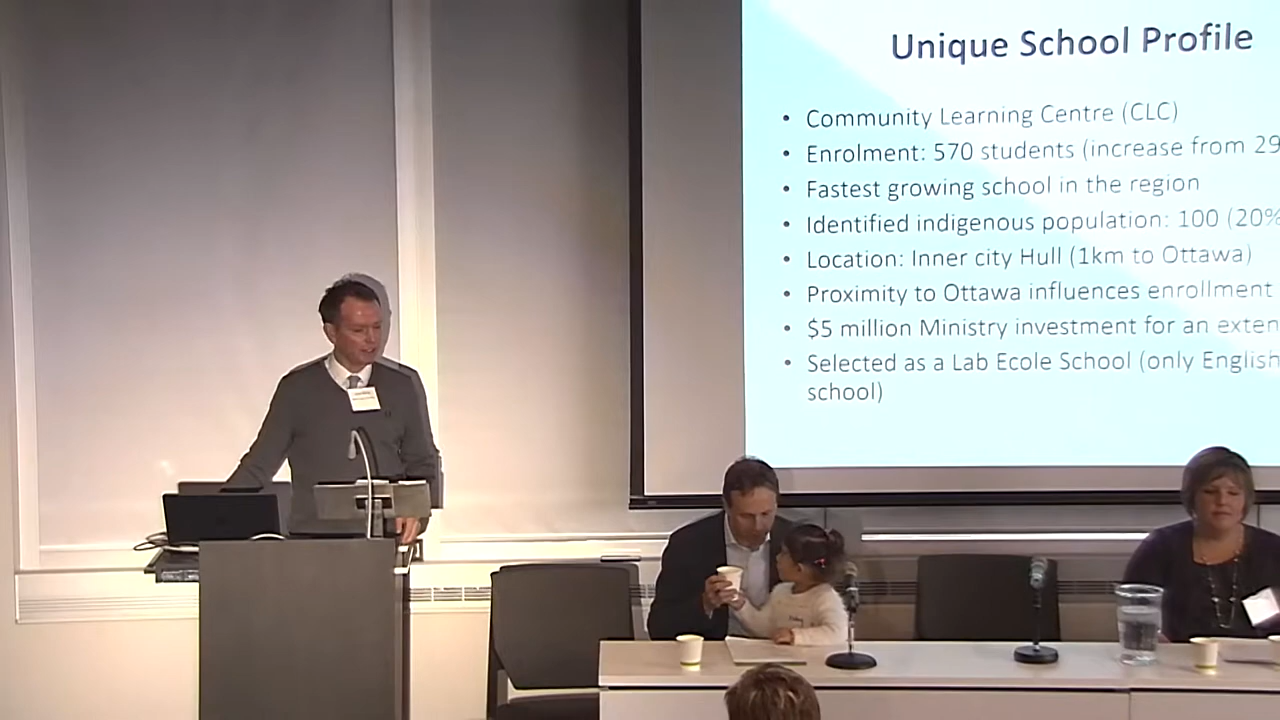 Unique School Profile
• Community Learning Centre (CLC)
• Enrolment: 570 students (increase from 29
• Fastest growing school in the region
• Identified indigenous population: 100 (20%
• Location: Inner city Hull (1km to Ottawa)
• Proximity to Ottawa influences enrollment
• $5 million Ministry investment for an exten
• Selected as a Lab Ecole School (only English
school)